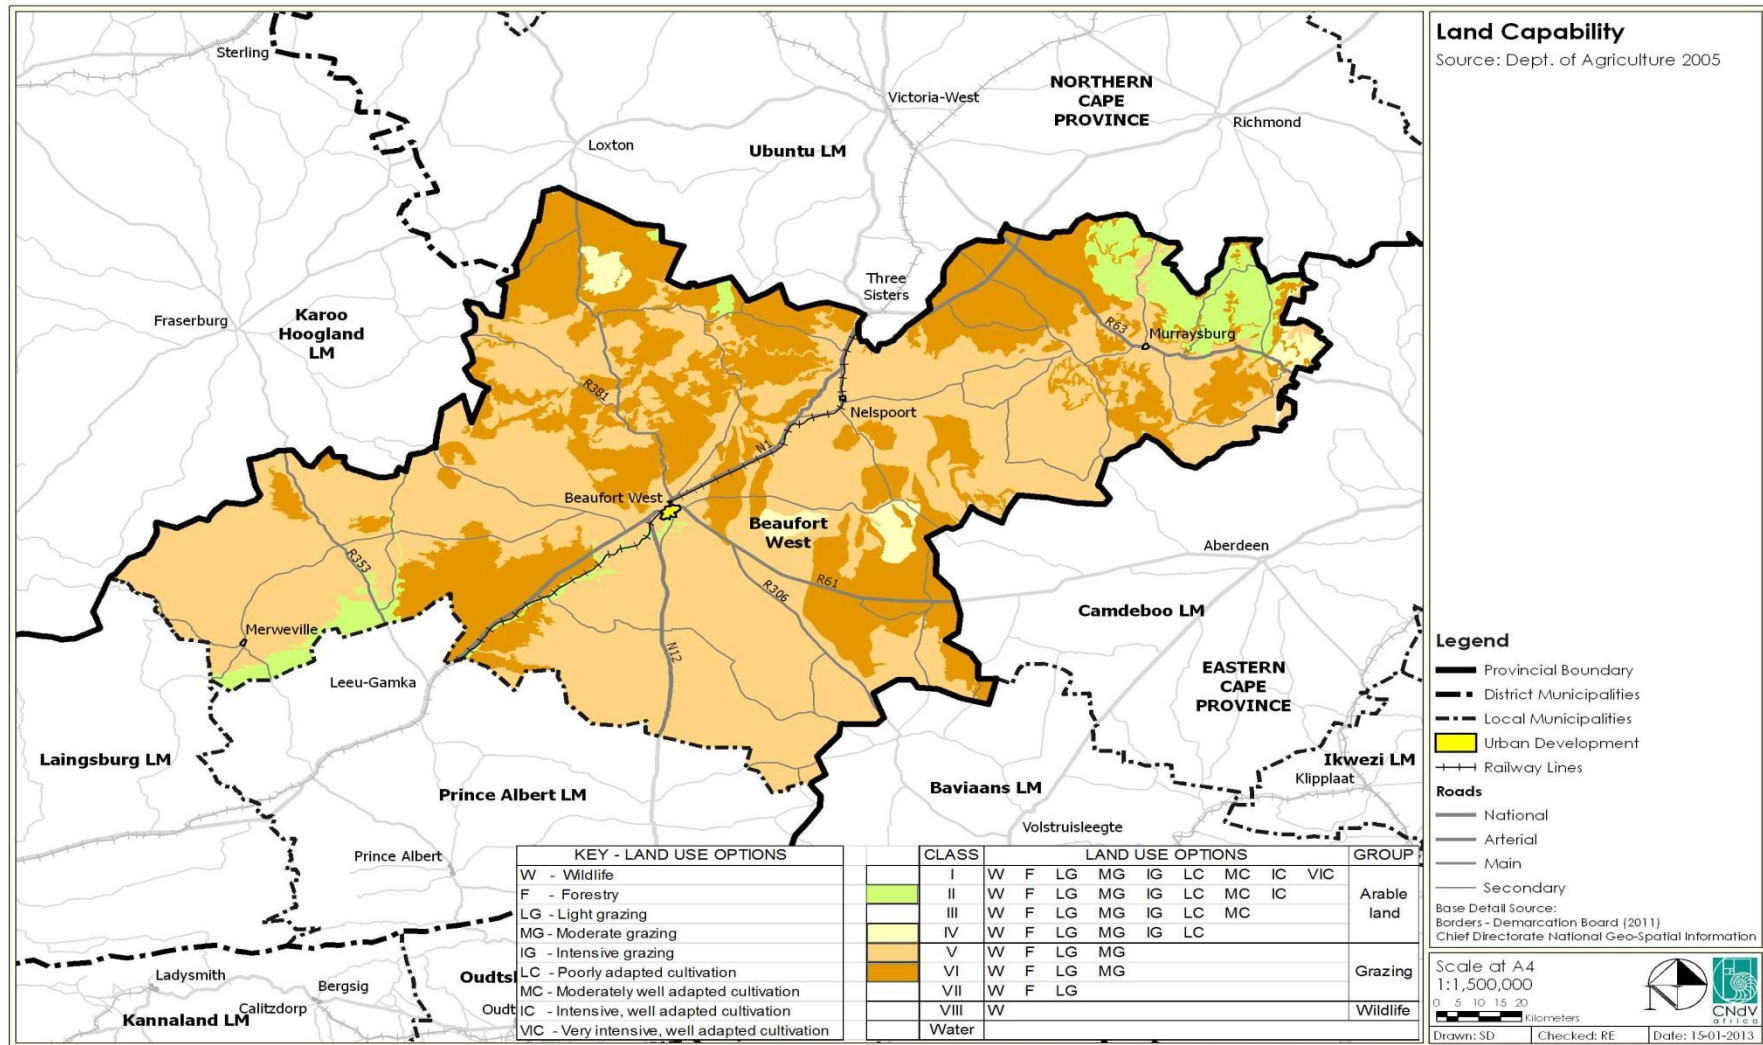 Land Capability
Source: Dept. of Agriculture 2005
Sterling
Victoria-West
NORTHERN
CAPE
PROVINCE
Richmond
Loxton
Ubuntu LM
Three
Sisters
Fraserburg
Karoo
Hoogland
LM
R63
Murraysburg
R381
Nelspoort
N1
Beaufort West
Beaufort
West
Aberdeen
R353
R61
R306
Camdeboo LM
Merweville
N12
Leeu-Gamka
EASTERN
CAPE
PROVINCE
Laingsburg LM
Prince Albert LM
Baviaans LM
Ikwezi LM
Klipplaat
Volstruisleegte
Prince Albert
Ladysmith
Bergsig
Calitzdorp
Kannaland LM
Oudtsh
Oudt
KEY - LAND USE OPTIONS
W - Wildlife
F - Forestry
LG - Light grazing
MG - Moderate grazing
IG - Intensive grazing
LC - Poorly adapted cultivation
MC - Moderately well adapted cultivation
IC - Intensive, well adapted cultivation
VIC - Very intensive, well adapted cultivation
CLASS LAND USE OPTIONS GROUP
I W F LG MG IG LC MC IC VIC
II W F LG MG IG LC MC IC
III W F LG MG IG LC MC
IV W F LG MG IG LC
Arable
land
V W F LG MG
VI W F LG MG
VII W F LG
Grazing
VIII W Wildlife
Water
Legend
Provincial Boundary
District Municipalities
Local Municipalities
Urban Development
Railway Lines
Roads
National
Arterial
Main
Secondary
Base Detail Source:
Borders - Demarcation Board (2011)
Chief Directorate National Geo-Spatial Information
Scale at A4
1:1,500,000
0 5 10 15 20
Kilometers
N
CNdV
africa
Drawn: SD Checked: RE Date: 15-01-2013